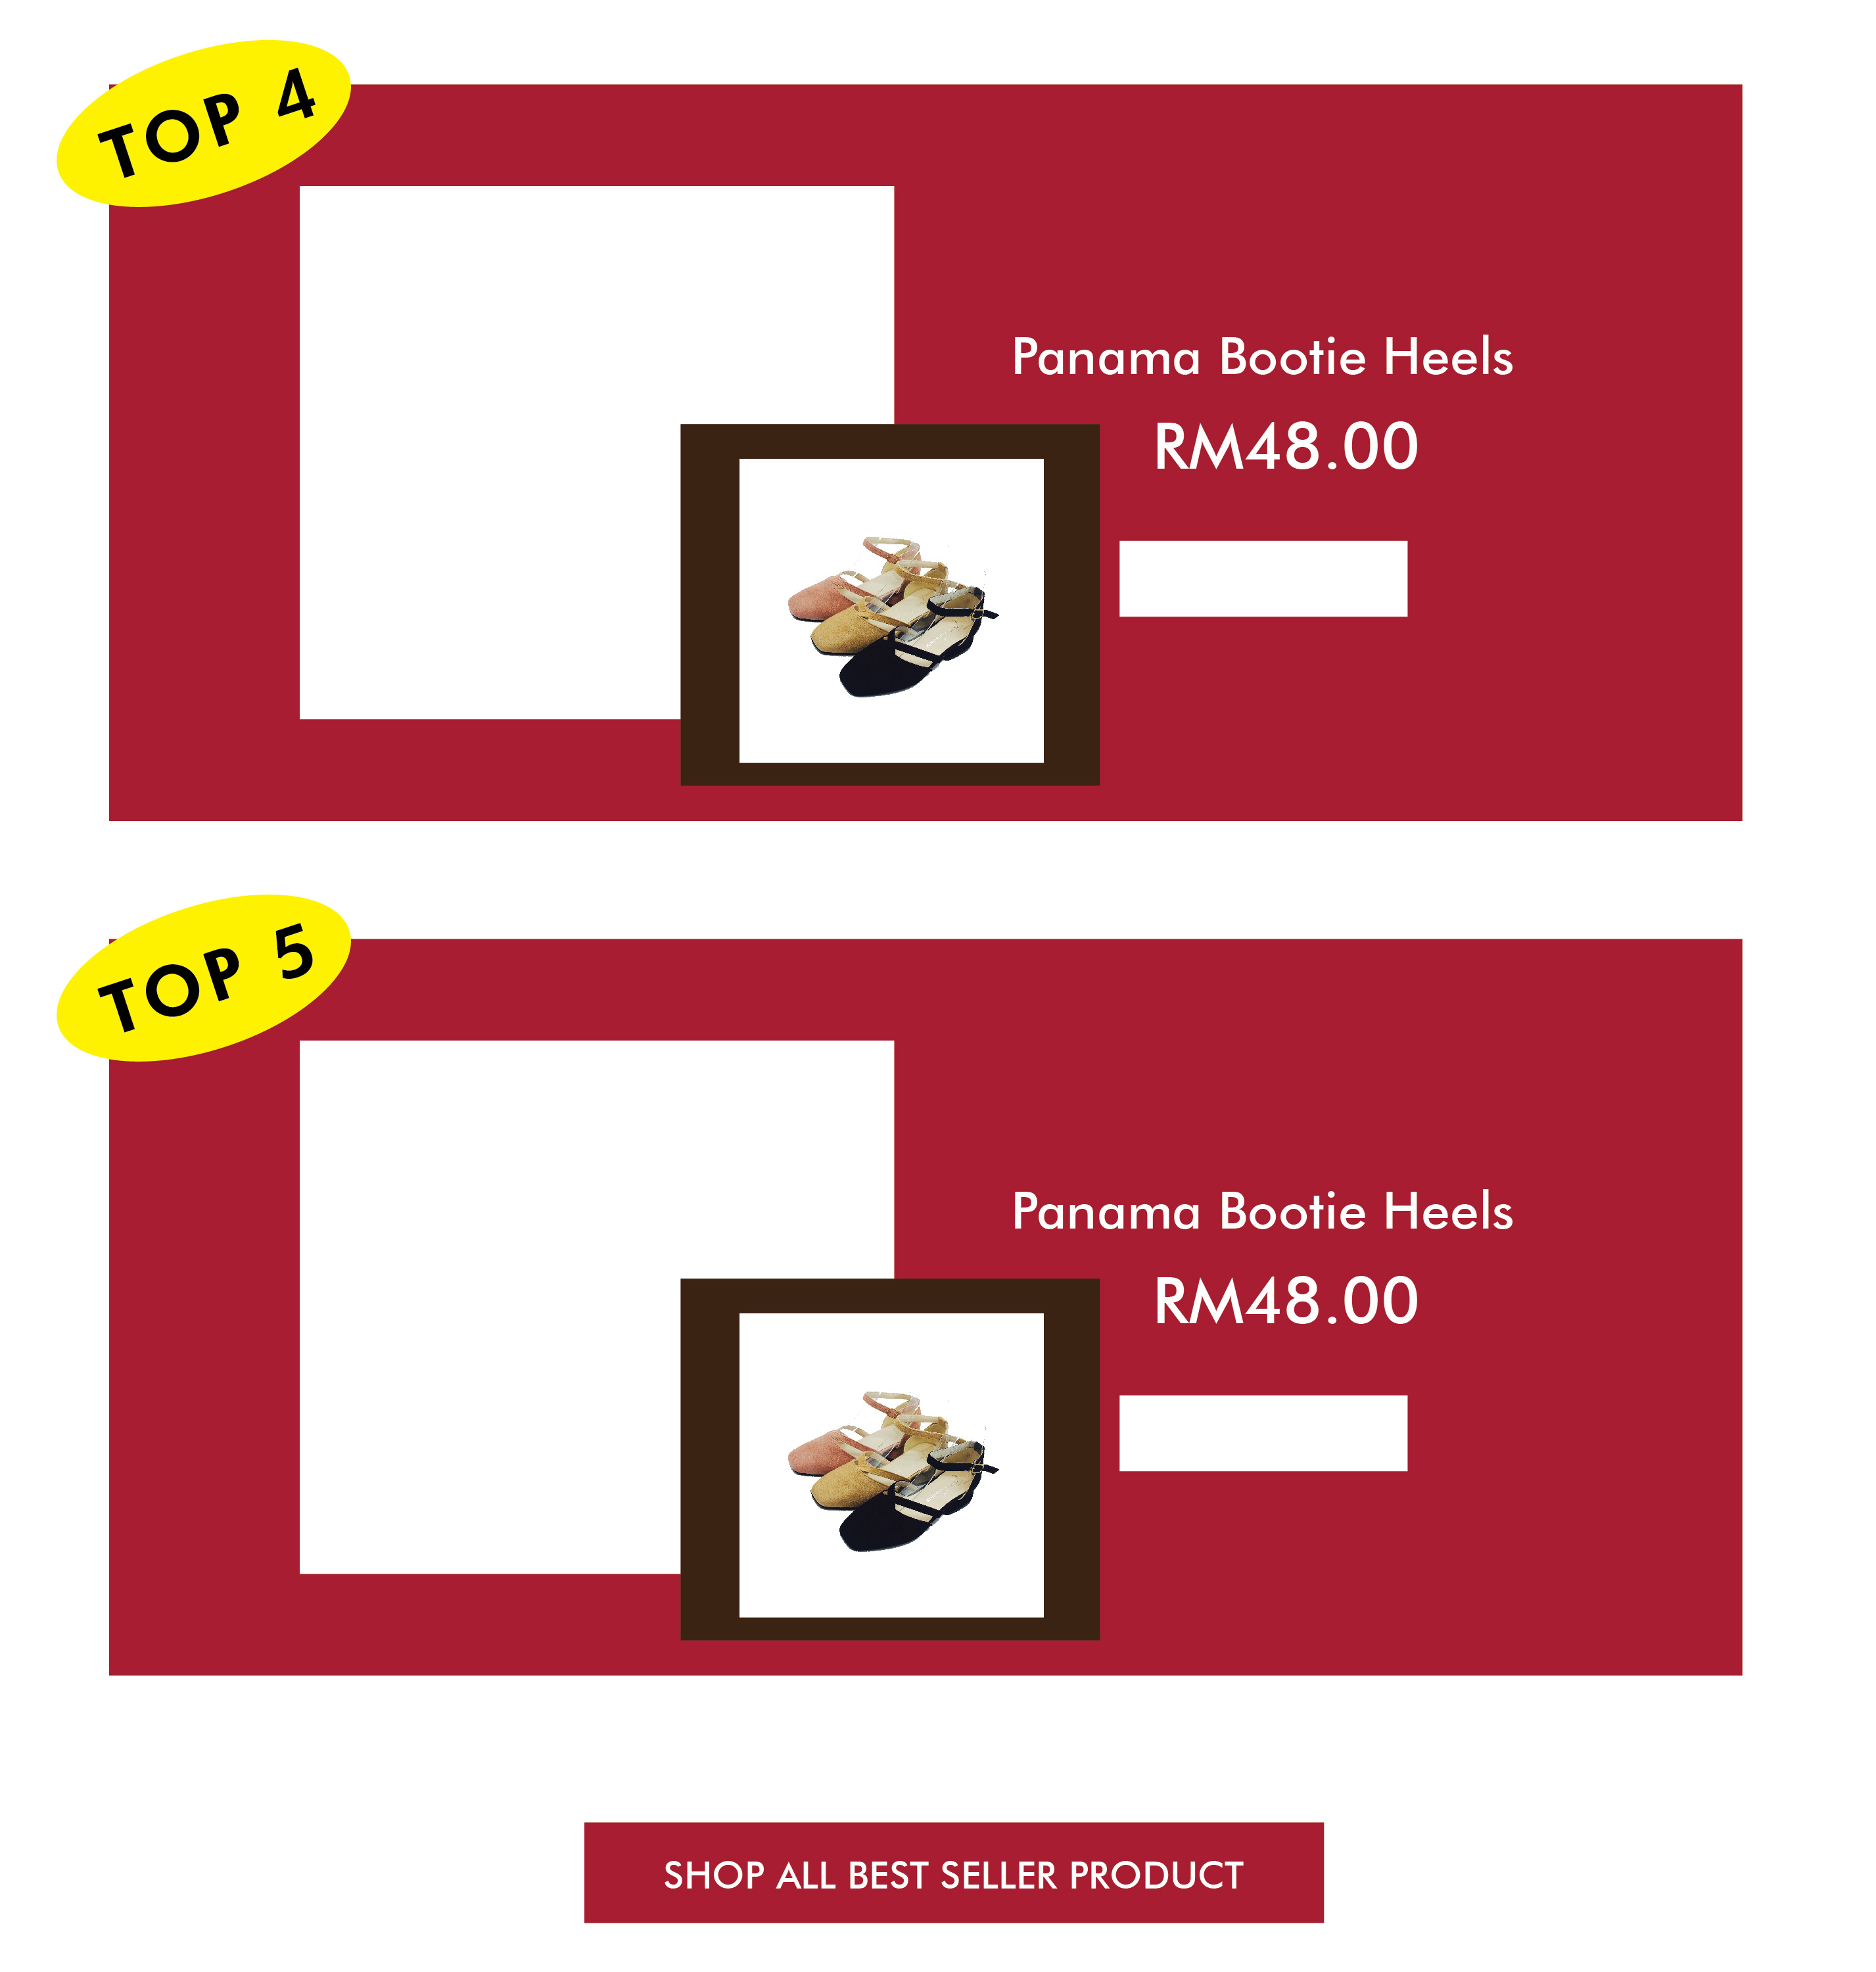 TOP 4
Panama Bootie Heels
RM48.00
TOP 5
Panama Bootie Heels
RM48.00
SHOP ALL BEST SELLER PRODUCT